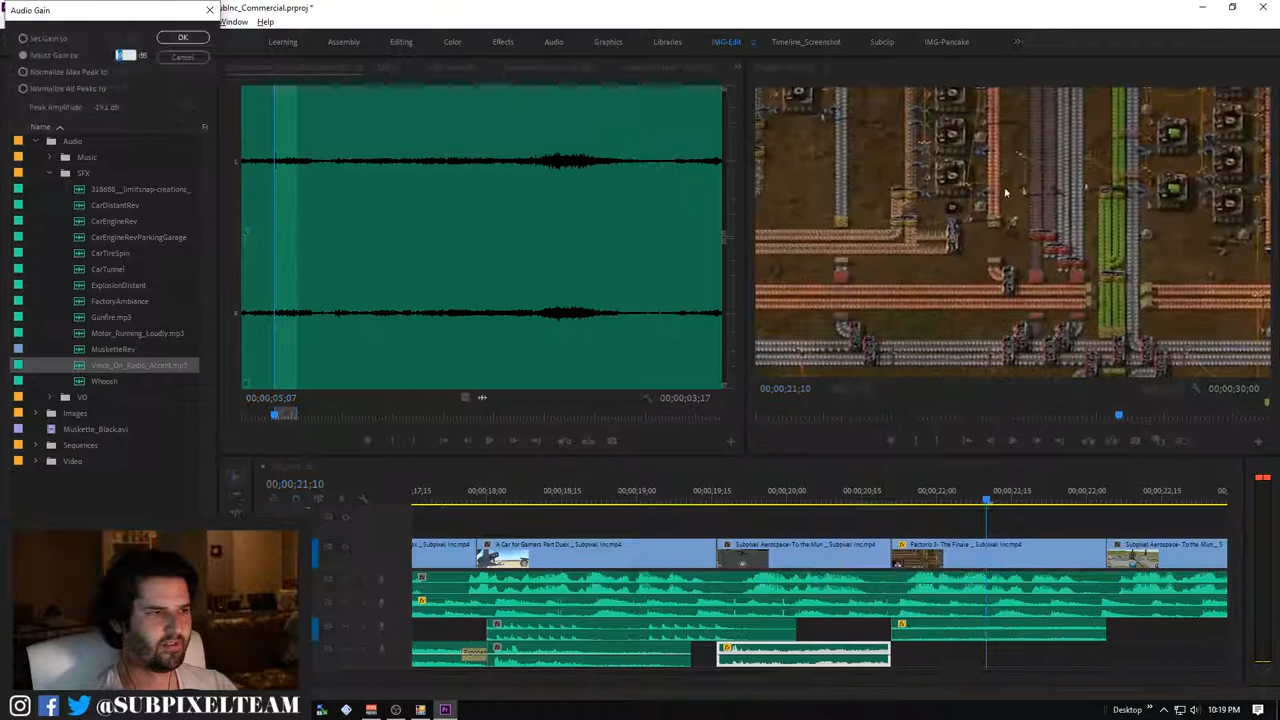 Audio Gain
ubInc_Commercial.prproj *
Window Help
Set Gain to
Adjust Gain by: 0 dB
Normalize Max Peak to:
Normalize All Peaks to:
Peak Amplitude: -19.1 dB
OK
Cancel
Learning Assembly Editing Color Effects Audio Graphics Libraries IMG-Edit Timeline_Screenshot Subclip IMG-Pancake
Name
Audio
Music
SFX
318688__limitsnap-creations_
CarDistantRev
CarEngineRev
CarEngineRevParkingGarage
CarTireSpin
CarTunnel
ExplosionDistant
FactoryAmbiance
Gunfire.mp3
Motor_Running_Loudly.mp3
MusketteRev
Voice_On_Radio_Accent.mp3
Whoosh
VO
Images
Muskette_Black.avi
Sequences
Video
L
R
00;00;05;07
00;00;03;17
00;00;21;10
00;00;30;00
00;00;21;10
;17;15 00;00;18;00 00;00;18;15 00;00;19;00 00;00;19;15 00;00;20;00 00;00;20;15 00;00;22;00 00;00;21;15 00;00;22;00 00;00;22;15 00;
x _ Subpixel Inc.mp4
A Car for Gamers Part Duex _ Subpixel Inc.mp4
Subpixel Aerospace- To the Mun _ Subpixel Inc.mp4
Factorio 3- The Finale _ Subpixel Inc.mp4
Subpixel Aerospace- To the Mun _ S
@SUBPIXELTEAM
Desktop
10:19 PM